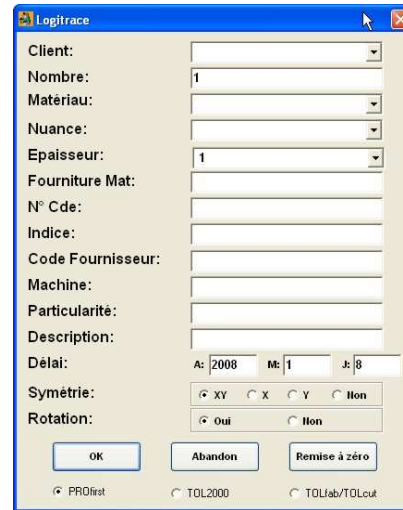 Logitrace
Client:
Nombre: 1
Matériau:
Nuance:
Epaisseur: 1
Fourniture Mat:
N° Cde:
Indice:
Code Fournisseur:
Machine:
Particularité:
Description:
Délai: A: 2008 M: 1 J: 8
Symétrie: XY X Y Non
Rotation: Oui Non
OK Abandon Remise à zéro
PROfirst TOL2000 TOLfab/TOLcut